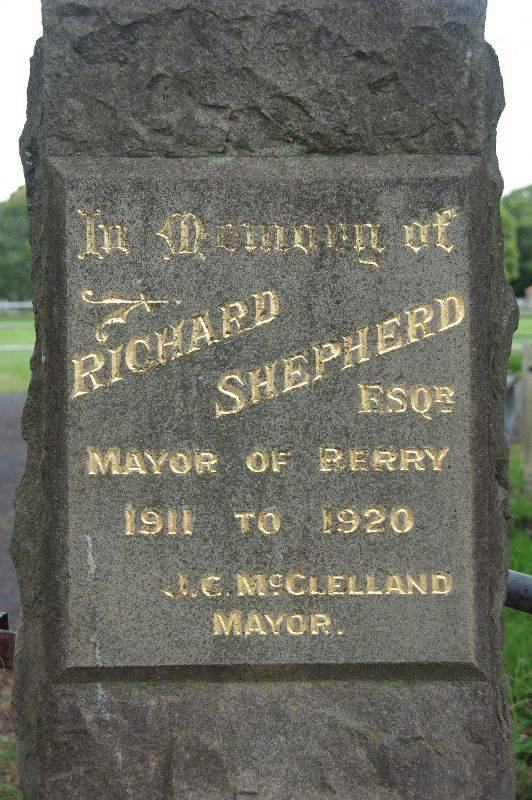 In Memory of
RICHARD
SHEPHERD
ESQR
MAYOR OF BERRY
1911 TO 1920
J. C. McCLELLAND
MAYOR.